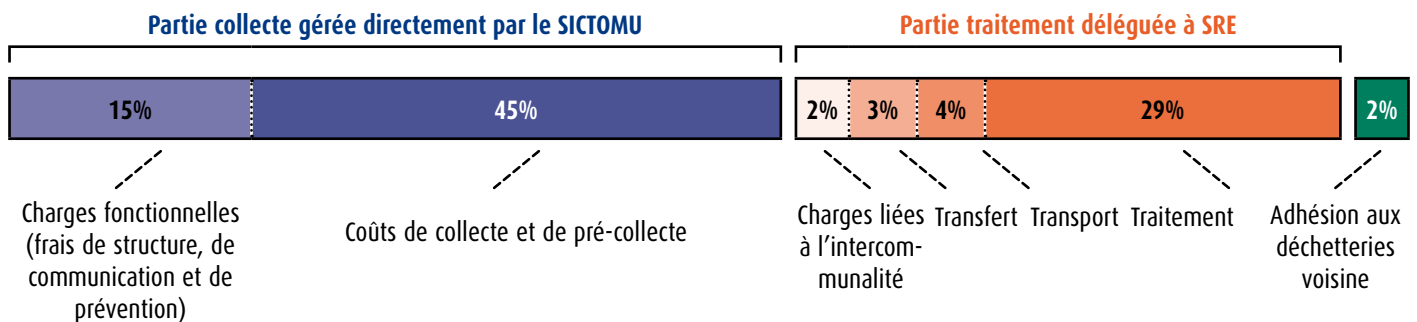 Partie collecte gérée directement par le SICTOMU
Partie traitement déléguée à SRE
15%
45%
2%
3%
4%
29%
2%
Charges fonctionnelles
(frais de structure, de
communication et de
prévention)
Coûts de collecte et de pré-collecte
Charges liées
à l'intercom-
munalité
Transfert
Transport
Traitement
Adhésion aux
déchetteries
voisine